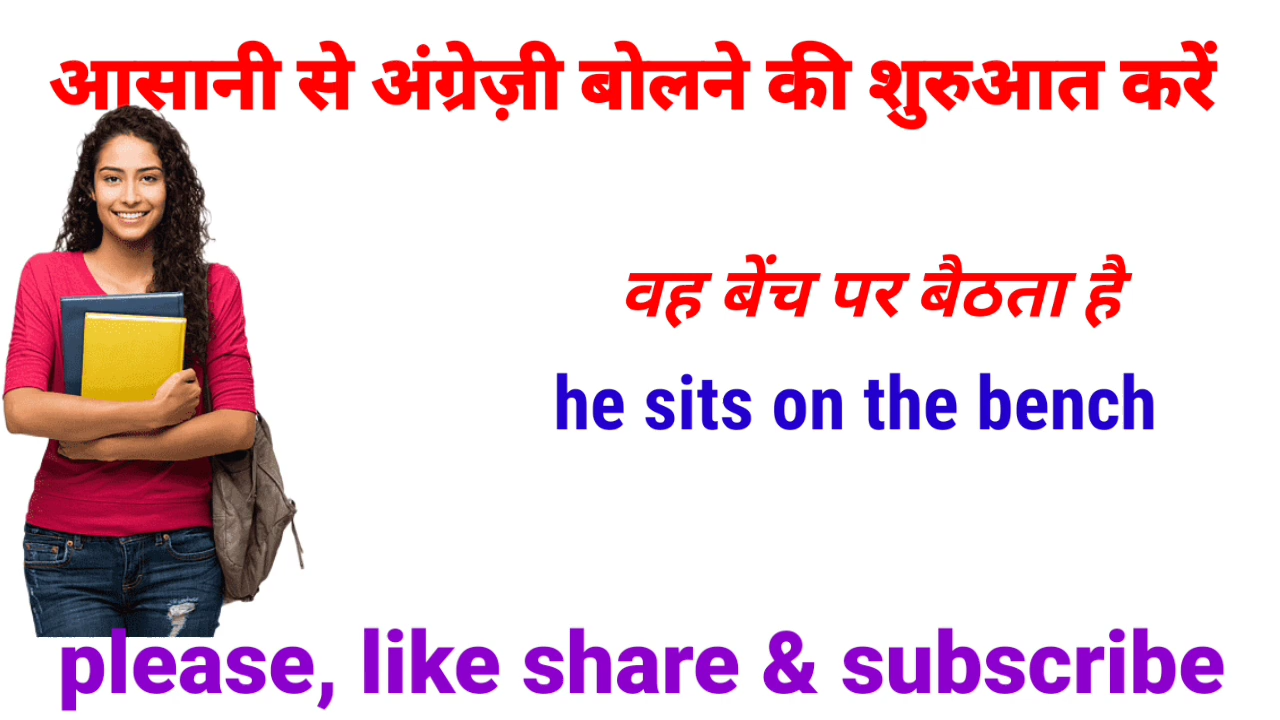 आसानी से अंग्रेज़ी बोलने की शुरुआत करें
वह बेंच पर बैठता है
he sits on the bench
please, like share & subscribe